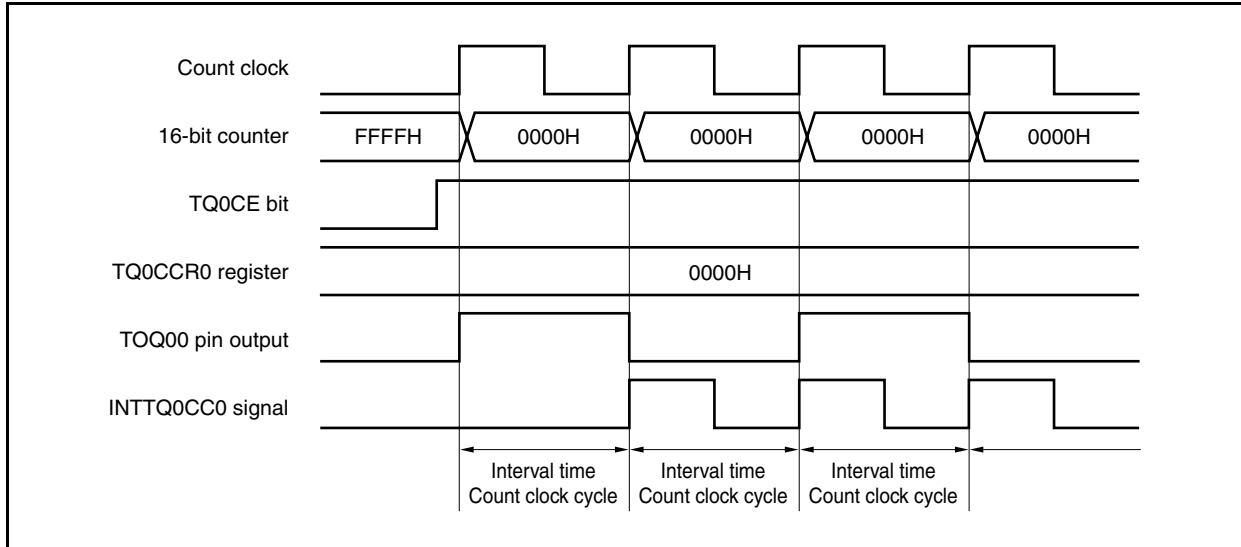 Count clock
16-bit counter
FFFFH
0000H
0000H
0000H
0000H
TQ0CE bit
TQ0CCR0 register
0000H
TOQ00 pin output
INTTQ0CC0 signal
Interval time
Count clock cycle
Interval time
Count clock cycle
Interval time
Count clock cycle